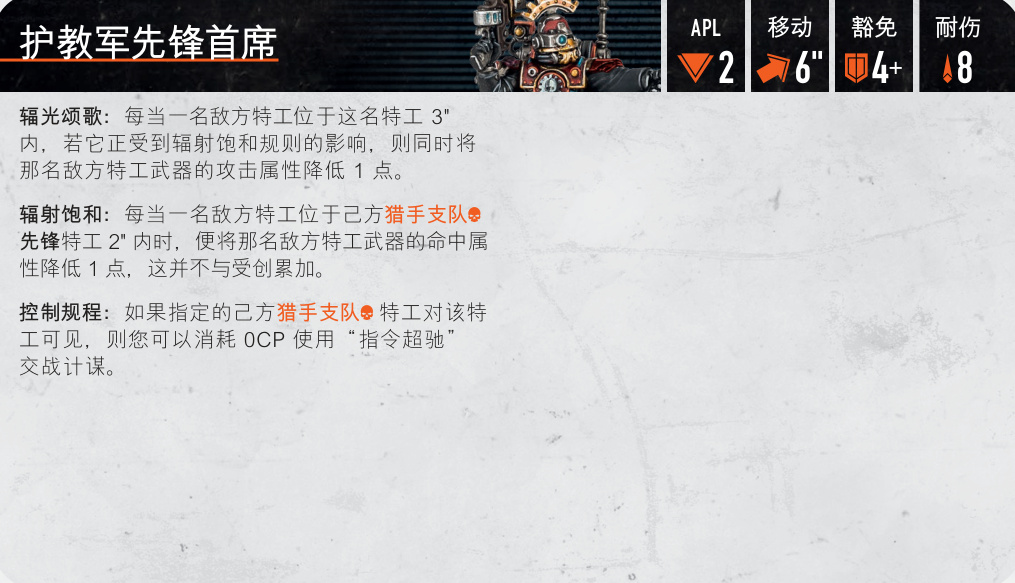 护教军先锋首席
APL
2
移动
6"
豁免
4+
耐伤
8
辐光颂歌：每当一名敌方特工位于这名特工 3"
内，若它正受到辐射饱和规则的影响，则同时将
那名敌方特工武器的攻击属性降低 1 点。
辐射饱和：每当一名敌方特工位于己方猎手支队
先锋特工 2" 内时，便将那名敌方特工武器的命中属
性降低 1 点，这并不与受创累加。
控制规程：如果指定的己方猎手支队 特工对该特
工可见，则您可以消耗 0CP 使用“指令超驰”
交战计谋。